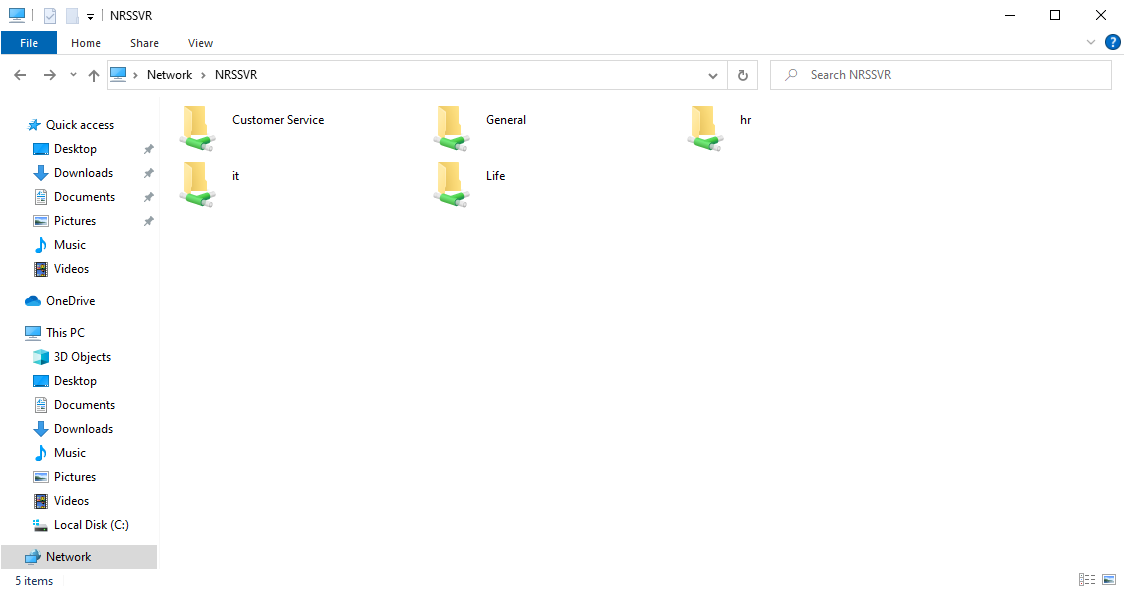 NRSSVR
File Home Share View
Network NRSSVR
Search NRSSVR
Quick access
Desktop
Downloads
Documents
Pictures
Music
Videos
OneDrive
This PC
3D Objects
Desktop
Documents
Downloads
Music
Pictures
Videos
Local Disk (C:)
Network
Customer Service General hr
it Life
5 items